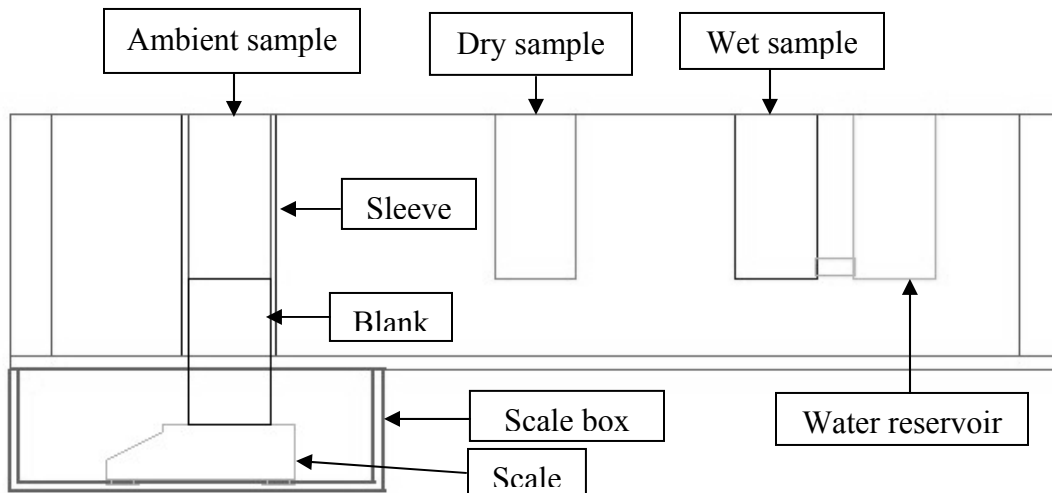 Ambient sample
Dry sample
Wet sample
Sleeve
Blank
Scale box
Water reservoir
Scale